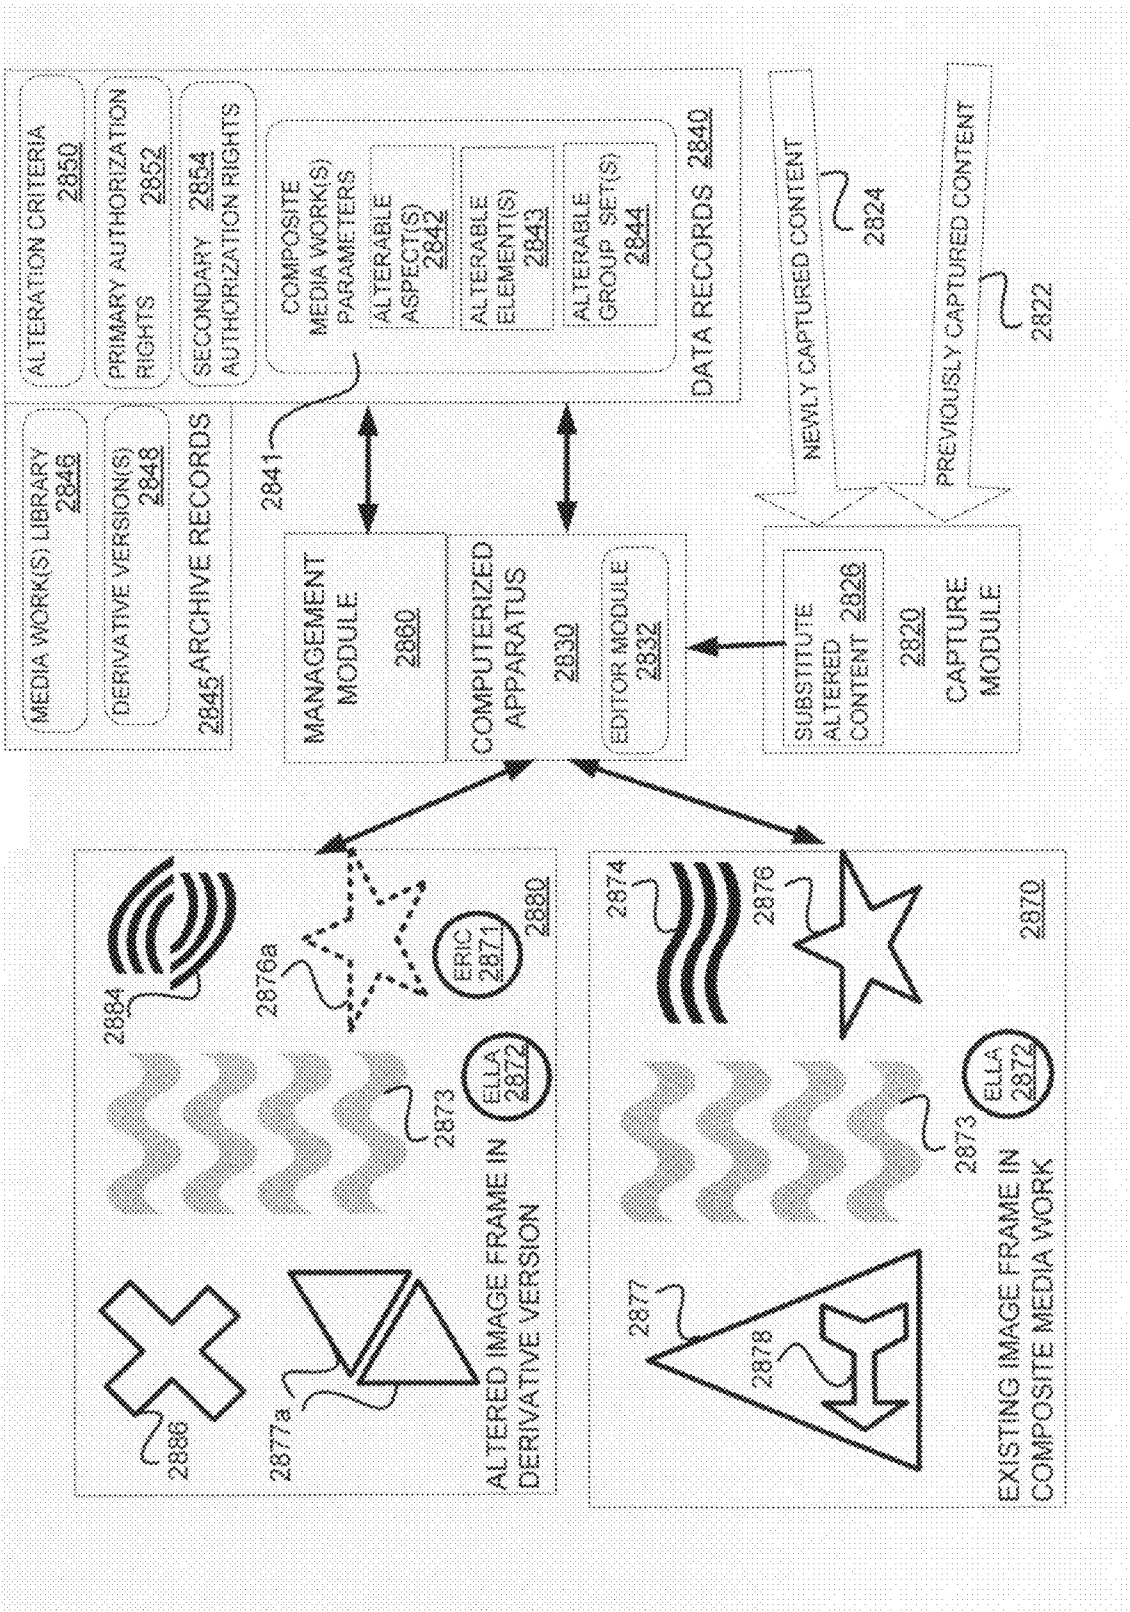 MEDIA WORK(S) LIBRARY
2846
DERIVATIVE VERSION(S)
2848
2845 ARCHIVE RECORDS
ALTERATION CRITERIA
2850
PRIMARY AUTHORIZATION
RIGHTS 2852
SECONDARY 2854
AUTHORIZATION RIGHTS
COMPOSITE
MEDIA WORK(S)
PARAMETERS
ALTERABLE
ASPECT(S)
2842
ALTERABLE
ELEMENT(S)
2843
ALTERABLE
GROUP SET(S)
2844
DATA RECORDS 2840
2841
MANAGEMENT
MODULE
2860
COMPUTERIZED
APPARATUS
2830
EDITOR MODULE
2832
SUBSTITUTE
ALTERED
CONTENT 2826
2820
CAPTURE
MODULE
NEWLY CAPTURED CONTENT
2824
PREVIOUSLY CAPTURED CONTENT
2822
2886
2884
2877a
2876a
2873
ERIC
2871
ELLA
2872
2880
ALTERED IMAGE FRAME IN
DERIVATIVE VERSION
2877
2874
2878
2876
2873
ELLA
2872
2870
EXISTING IMAGE FRAME IN
COMPOSITE MEDIA WORK